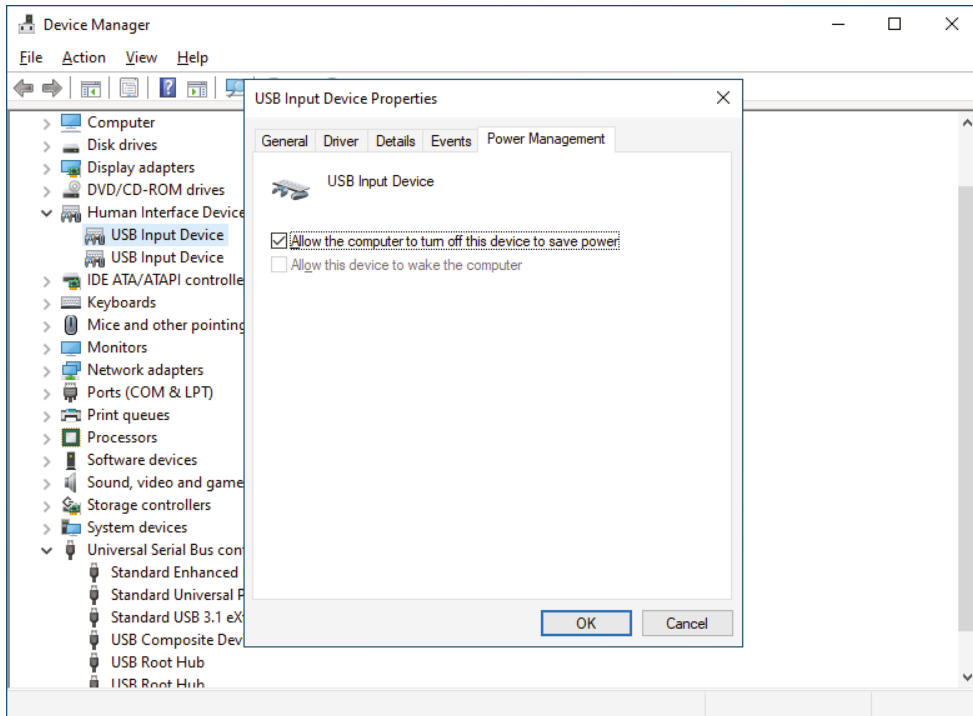 Device Manager
File Action View Help
USB Input Device Properties
General Driver Details Events Power Management
USB Input Device
Allow the computer to turn off this device to save power
Allow this device to wake the computer
OK Cancel
Computer
Disk drives
Display adapters
DVD/CD-ROM drives
Human Interface Device
USB Input Device
USB Input Device
IDE ATA/ATAPI controlle
Keyboards
Mice and other pointing
Monitors
Network adapters
Ports (COM & LPT)
Print queues
Processors
Software devices
Sound, video and game
Storage controllers
System devices
Universal Serial Bus con
Standard Enhanced
Standard Universal P
Standard USB 3.1 eX
USB Composite Dev
USB Root Hub
USB Root Hub